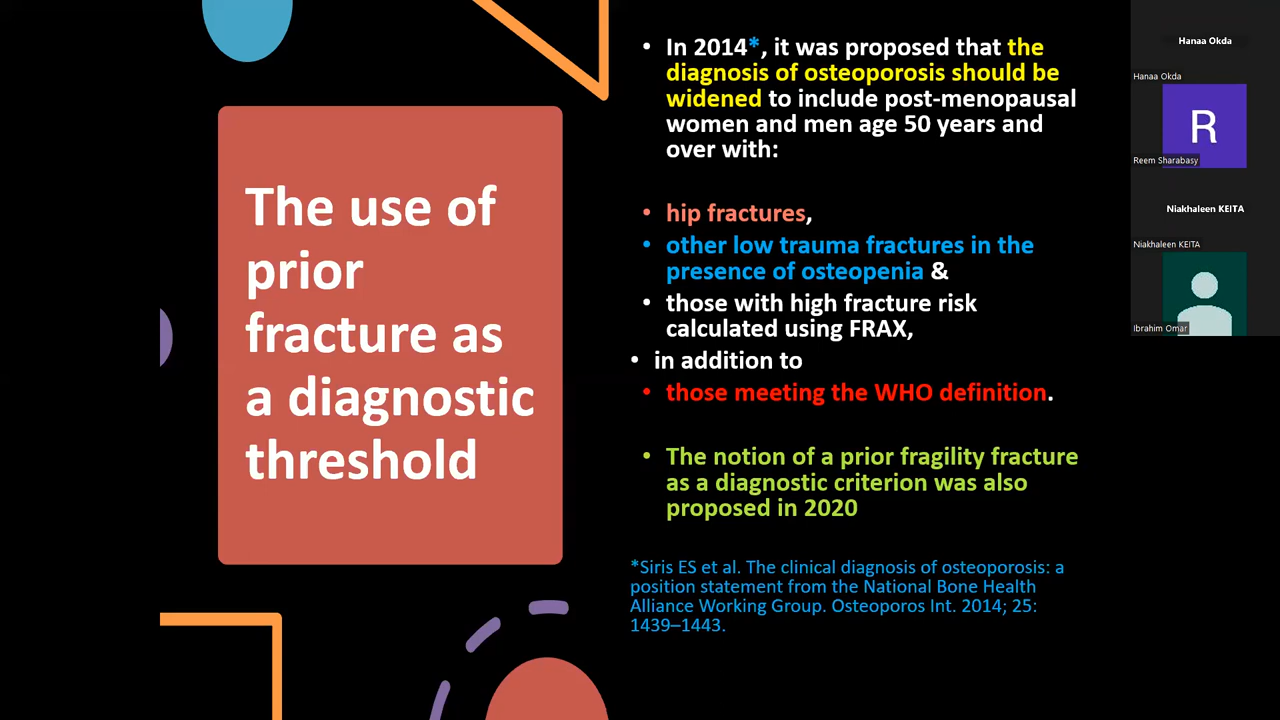 The use of
prior
fracture as
a diagnostic
threshold
• In 2014*, it was proposed that the
diagnosis of osteoporosis should be
widened to include post-menopausal
women and men age 50 years and
over with:
• hip fractures,
• other low trauma fractures in the
presence of osteopenia &
• those with high fracture risk
calculated using FRAX,
• in addition to
• those meeting the WHO definition.
• The notion of a prior fragility fracture
as a diagnostic criterion was also
proposed in 2020
*Siris ES et al. The clinical diagnosis of osteoporosis: a
position statement from the National Bone Health
Alliance Working Group. Osteoporos Int. 2014; 25:
1439–1443.
Hanaa Okda
Hanaa Okda
R
Reem Sharabasy
Niakhaleen KEITA
Niakhaleen KEITA
Ibrahim Omar